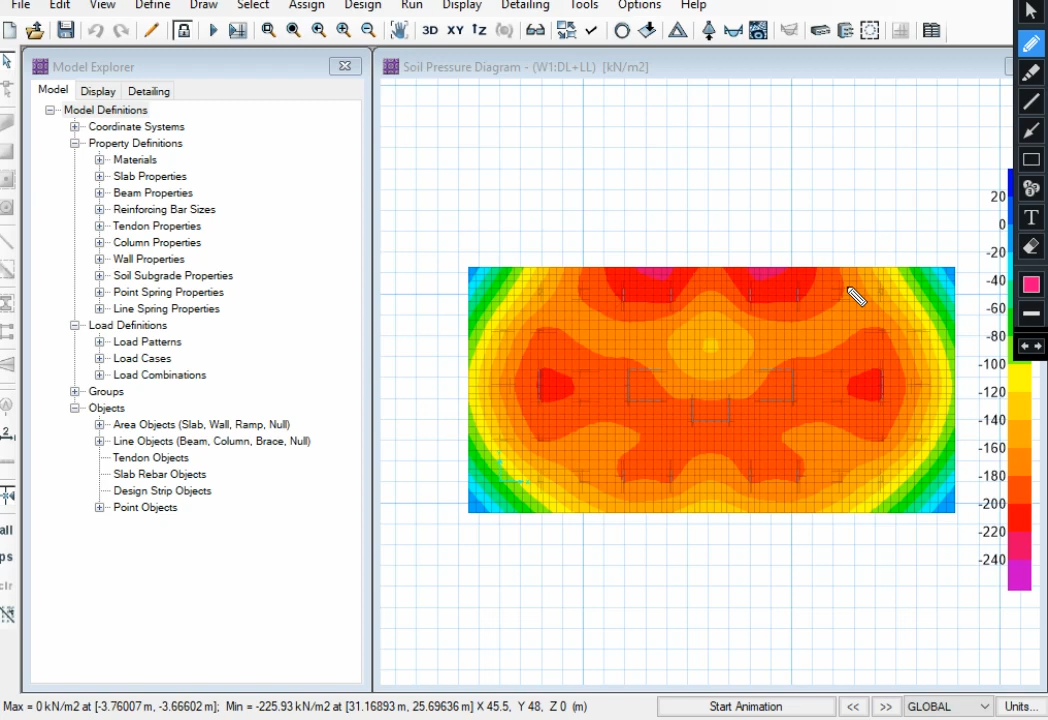 File Edit View Define Draw Select Assign Design Run Display Detailing Tools Options Help
3D XY
Model Explorer
Soil Pressure Diagram - (W1:DL+LL) [kN/m2]
Model Display Detailing
Model Definitions
Coordinate Systems
Property Definitions
Materials
Slab Properties
Beam Properties
Reinforcing Bar Sizes
Tendon Properties
Column Properties
Wall Properties
Soil Subgrade Properties
Point Spring Properties
Line Spring Properties
Load Definitions
Load Patterns
Load Cases
Load Combinations
Groups
Objects
Area Objects (Slab, Wall, Ramp, Null)
Line Objects (Beam, Column, Brace, Null)
Tendon Objects
Slab Rebar Objects
Design Strip Objects
Point Objects
20
0
-20
-40
-60
-80
-100
-120
-140
-160
-180
-200
-220
-240
T
all
ps
clr
Max = 0 kN/m2 at [-3.76007 m, -3.66602 m]; Min = -225.93 kN/m2 at [31.16893 m, 25.69636 m] X 45.5, Y 48, Z 0 (m)
Start Animation
<< >>
GLOBAL
Units...